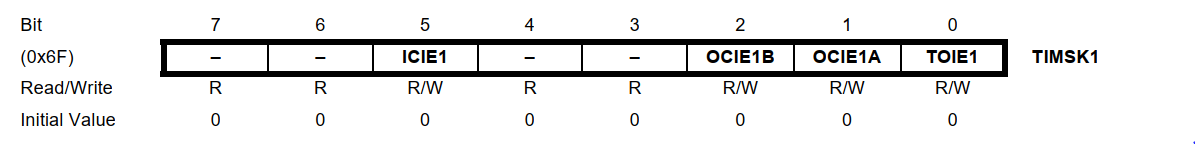 Bit 7 6 5 4 3 2 1 0
(0x6F) – – ICIE1 – – OCIE1B OCIE1A TOIE1 TIMSK1
Read/Write R R R/W R R R/W R/W R/W
Initial Value 0 0 0 0 0 0 0 0